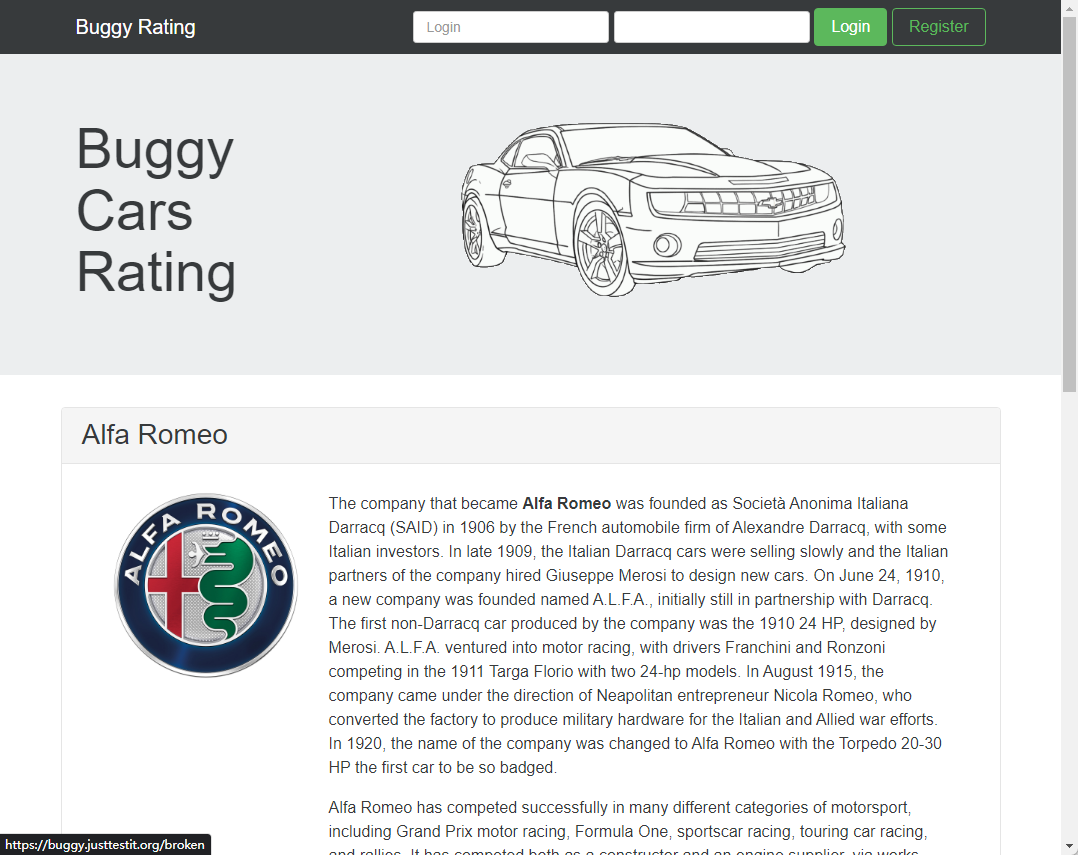 Buggy Rating
Login
Login
Register
Buggy
Cars
Rating
Alfa Romeo
ALFA ROMEO
The company that became Alfa Romeo was founded as Società Anonima Italiana
Darracq (SAID) in 1906 by the French automobile firm of Alexandre Darracq, with some
Italian investors. In late 1909, the Italian Darracq cars were selling slowly and the Italian
partners of the company hired Giuseppe Merosi to design new cars. On June 24, 1910,
a new company was founded named A.L.F.A., initially still in partnership with Darracq.
The first non-Darracq car produced by the company was the 1910 24 HP, designed by
Merosi. A.L.F.A. ventured into motor racing, with drivers Franchini and Ronzoni
competing in the 1911 Targa Florio with two 24-hp models. In August 1915, the
company came under the direction of Neapolitan entrepreneur Nicola Romeo, who
converted the factory to produce military hardware for the Italian and Allied war efforts.
In 1920, the name of the company was changed to Alfa Romeo with the Torpedo 20-30
HP the first car to be so badged.
Alfa Romeo has competed successfully in many different categories of motorsport,
including Grand Prix motor racing, Formula One, sportscar racing, touring car racing,
and rallies. It has competed both as a constructor and an engine supplier, via works
https://buggy.justtestit.org/broken